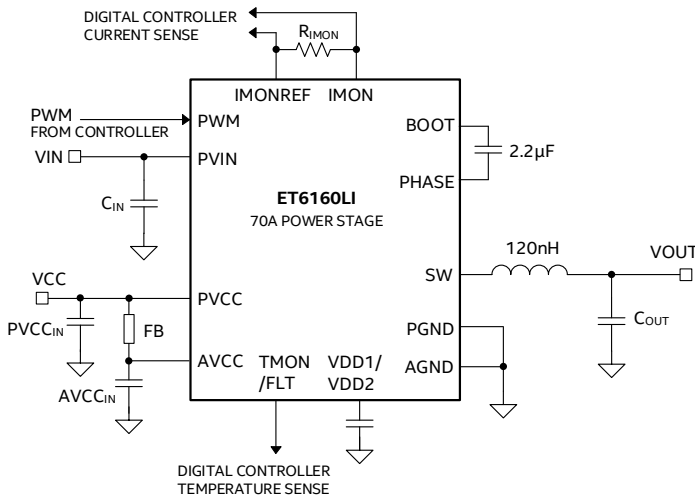 DIGITAL CONTROLLER
CURRENT SENSE
RIMON
IMONREF IMON
PWM
FROM CONTROLLER
PWM
BOOT
VIN
PVIN
2.2µF
PHASE
CIN
ET6160LI
70A POWER STAGE
120nH
VOUT
SW
VCC
PVCC
COUT
PVCCIN
FB
PGND
AVCC
TMON
/FLT
VDD1/
VDD2
AGND
AVCCIN
DIGITAL CONTROLLER
TEMPERATURE SENSE